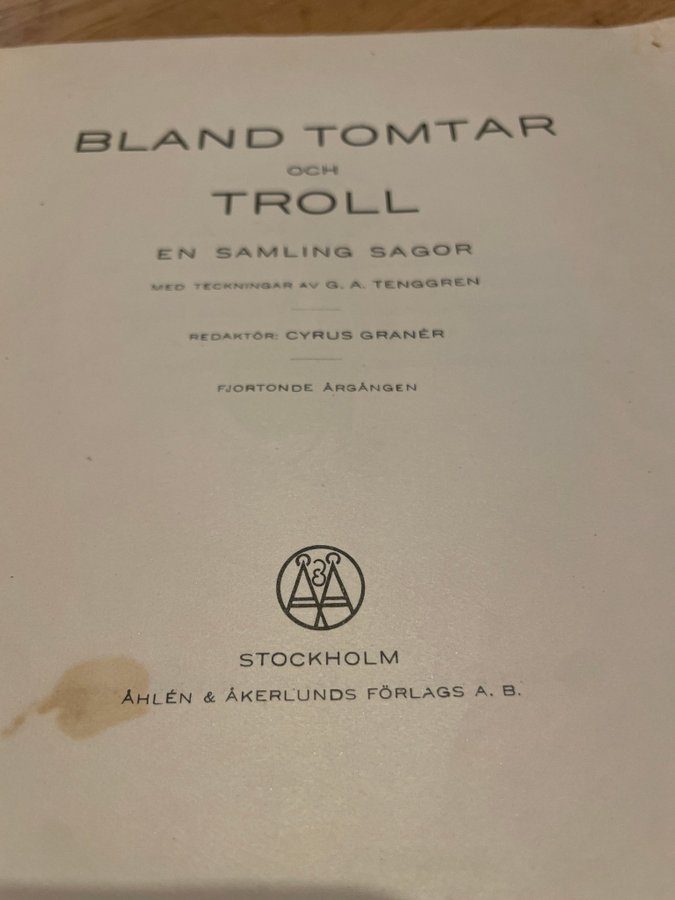 BLAND TOMTAR
OCH
TROLL
EN SAMLING SAGOR
MED TECKNINGAR AV G. A. TENGGREN
REDAKTÖR: CYRUS GRANÉR
FJORTONDE ÅRGÅNGEN
Å & Å
STOCKHOLM
ÅHLÉN & ÅKERLUNDS FÖRLAGS A. B.